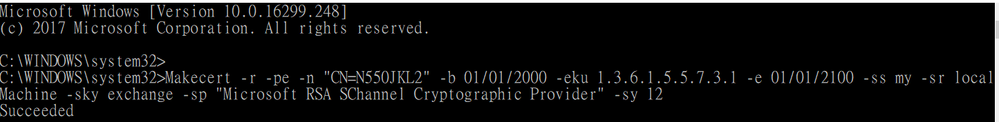 Microsoft Windows [Version 10.0.16299.248]
(c) 2017 Microsoft Corporation. All rights reserved.
C:\WINDOWS\system32>
C:\WINDOWS\system32>Makecert -r -pe -n "CN=N550JKL2" -b 01/01/2000 -eku 1.3.6.1.5.5.7.3.1 -e 01/01/2100 -ss my -sr local
Machine -sky exchange -sp "Microsoft RSA SChannel Cryptographic Provider" -sy 12
Succeeded